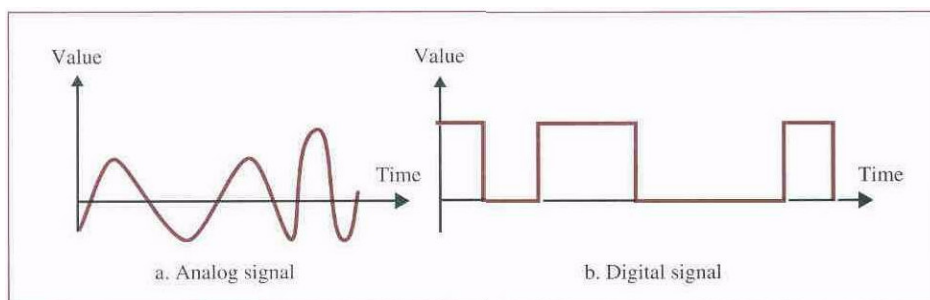 Value
Time
a. Analog signal
Value
Time
b. Digital signal